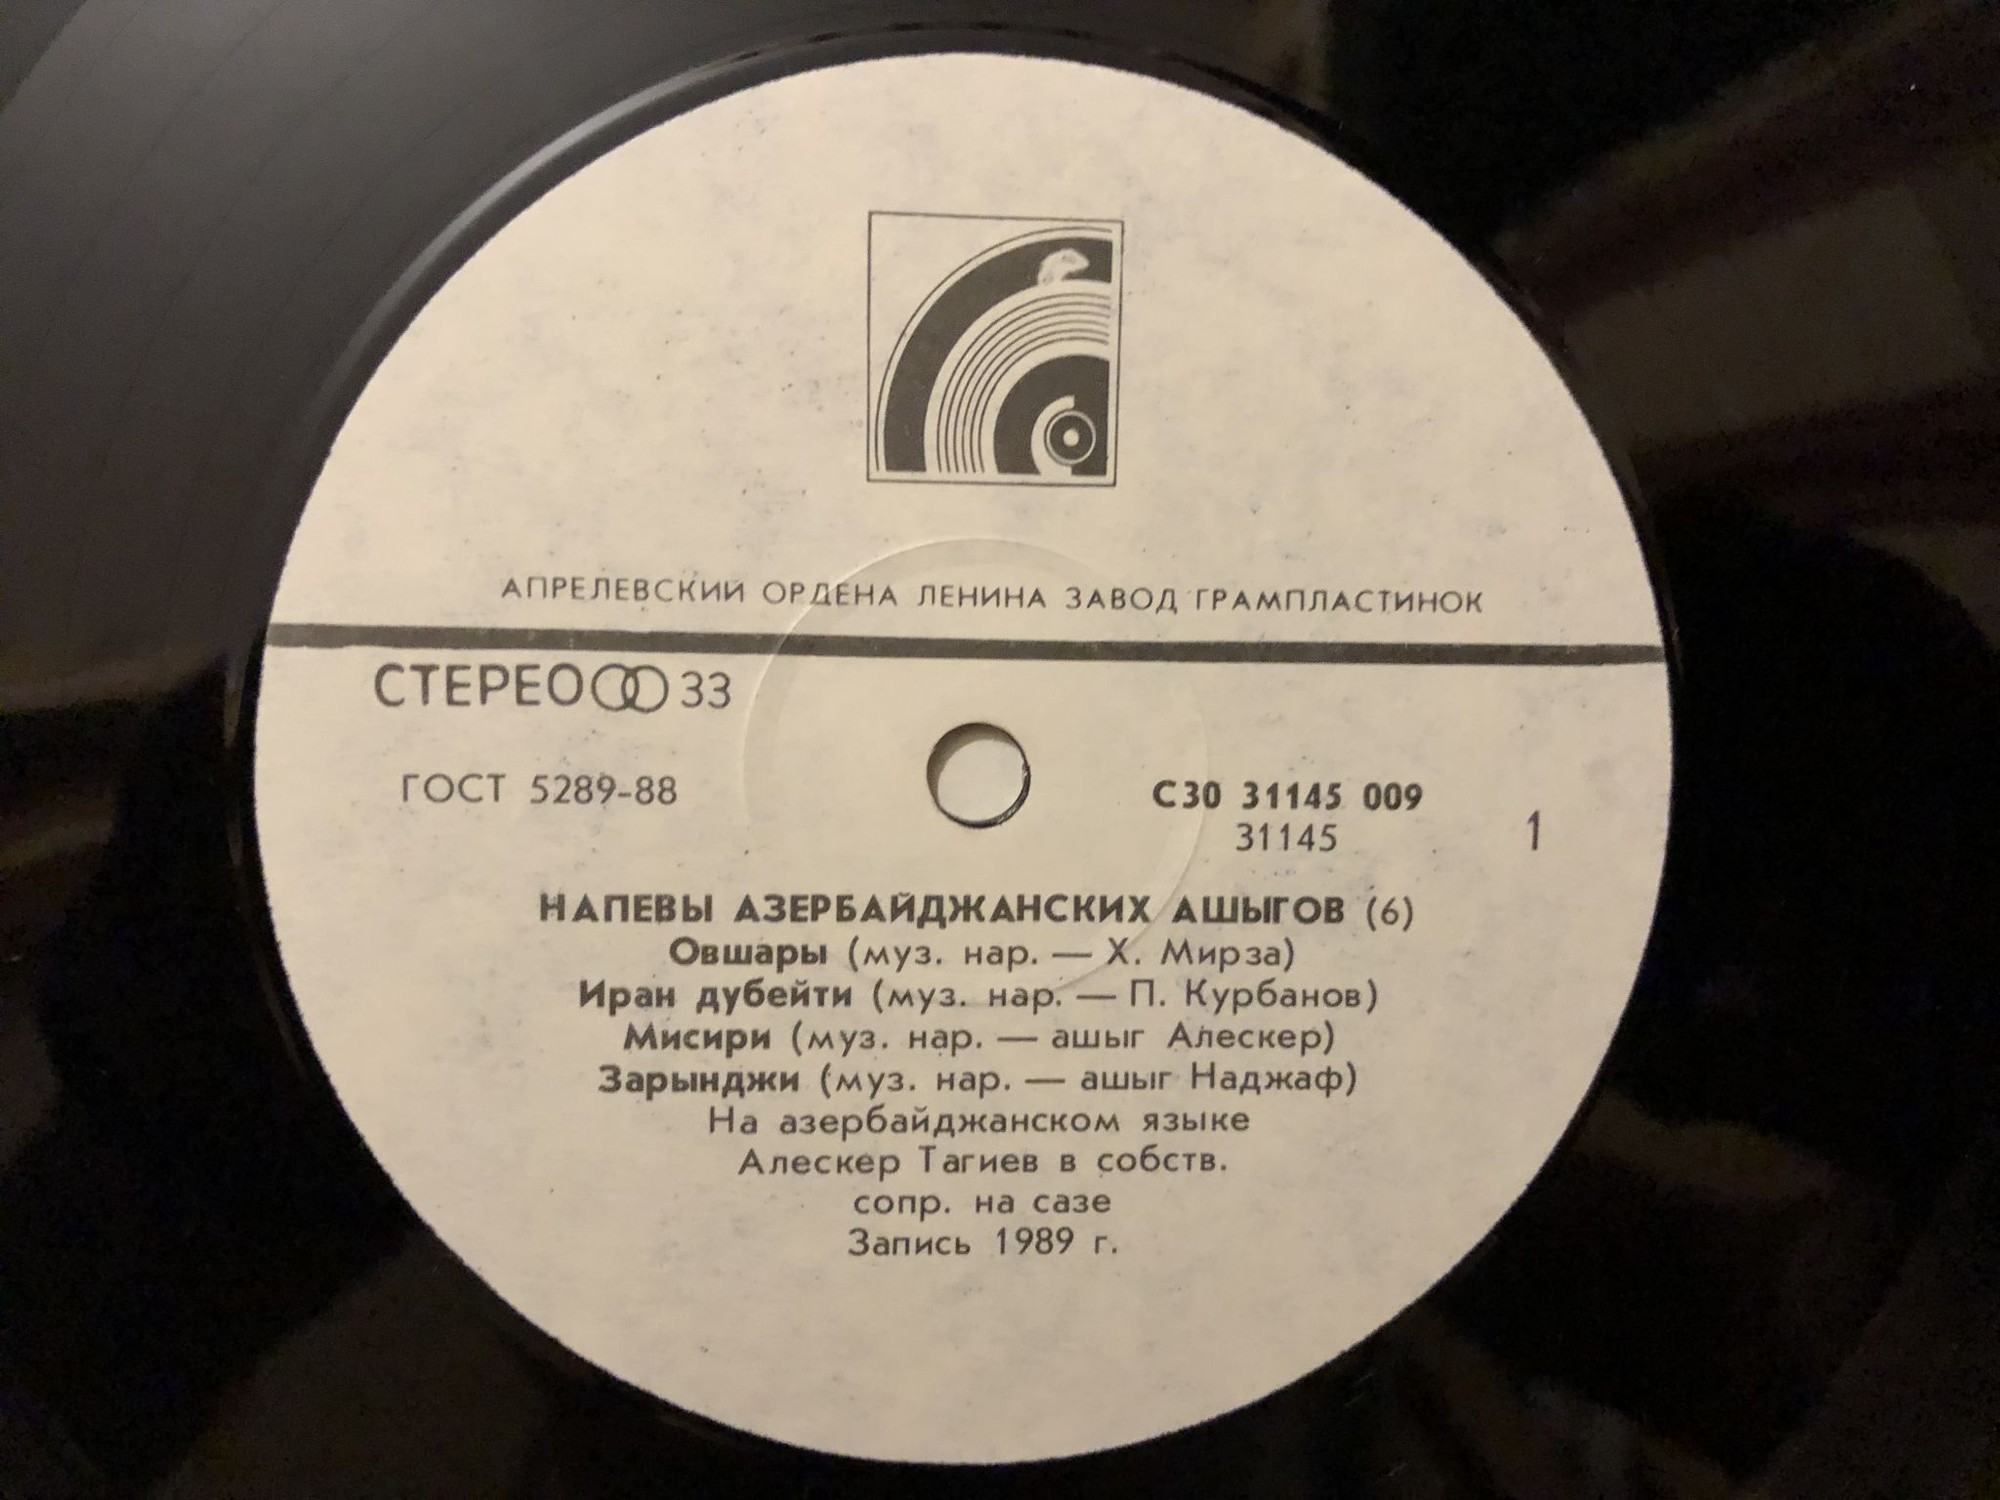 АПРЕЛЕВСКИЙ ОРДЕНА ЛЕНИНА ЗАВОД ГРАМПЛАСТИНОК
СТЕРЕО 33
ГОСТ 5289-88
С30 31145 009
31145
1
НАПЕВЫ АЗЕРБАЙДЖАНСКИХ АШЫГОВ (6)
Овшары (муз. нар. — Х. Мирза)
Иран дубейти (муз. нар. — П. Курбанов)
Мисири (муз. нар. — ашыг Алескер)
Зарынджи (муз. нар. — ашыг Наджаф)
На азербайджанском языке
Алескер Тагиев в собств.
сопр. на сазе
Запись 1989 г.